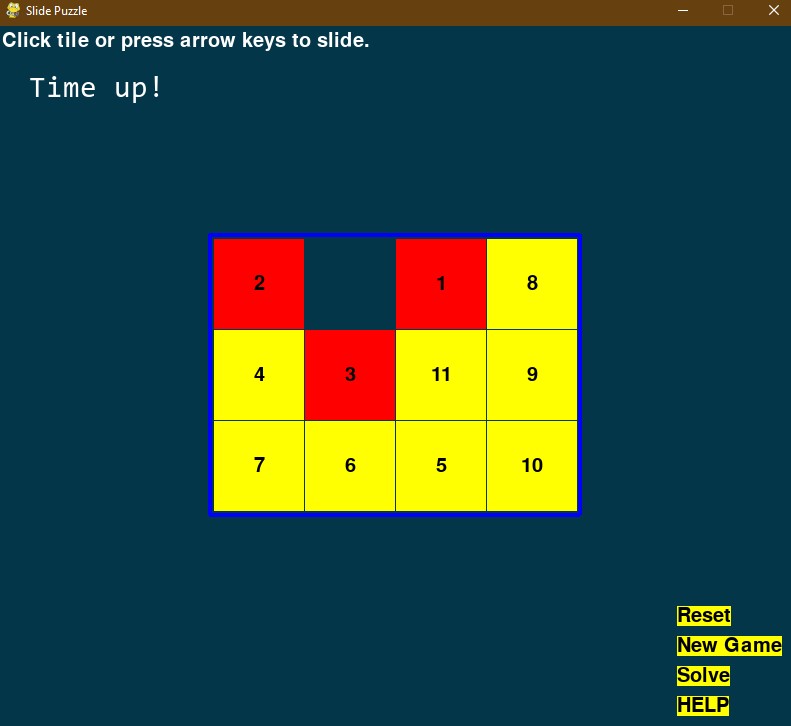 Slide Puzzle
Click tile or press arrow keys to slide.
Time up!
2 1 8
4 3 11 9
7 6 5 10
Reset
New Game
Solve
HELP